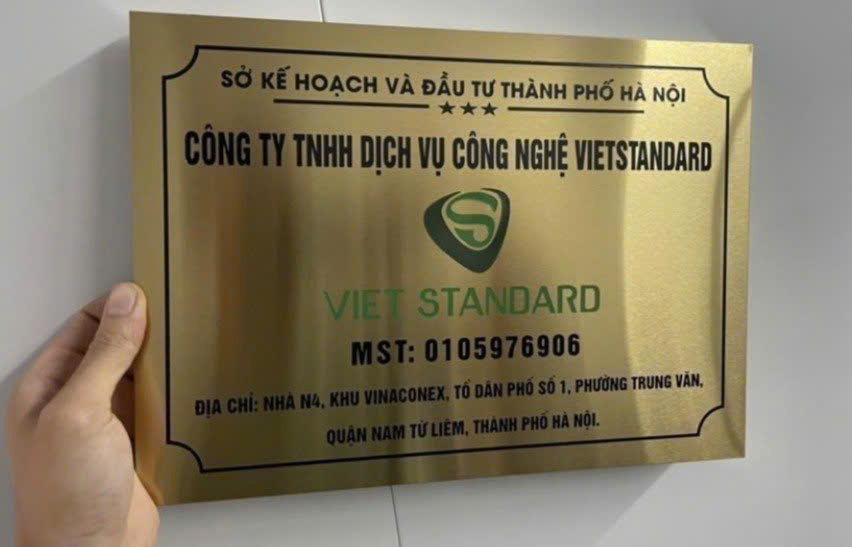 SỞ KẾ HOẠCH VÀ ĐẦU TƯ THÀNH PHỐ HÀ NỘI
CÔNG TY TNHH DỊCH VỤ CÔNG NGHỆ VIETSTANDARD
S
VIET STANDARD
MST: 0105976906
ĐỊA CHỈ: NHÀ N4, KHU VINACONEX, TỔ DÂN PHỐ SỐ 1, PHƯỜNG TRUNG VĂN,
QUẬN NAM TỪ LIÊM, THÀNH PHỐ HÀ NỘI.